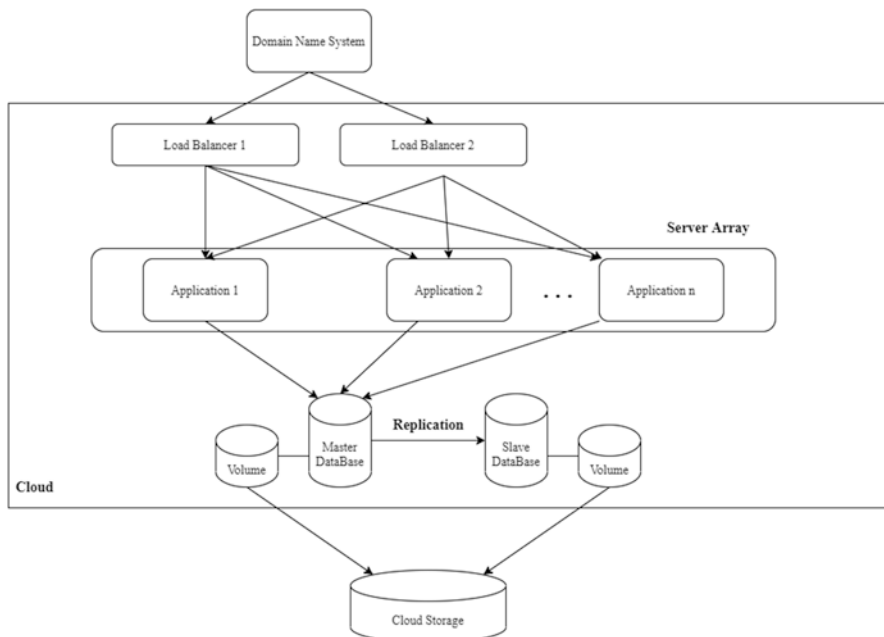 Domain Name System
Load Balancer 1
Load Balancer 2
Server Array
Application 1
Application 2
. . .
Application n
Replication
Master
DataBase
Slave
DataBase
Volume
Volume
Cloud
Cloud Storage